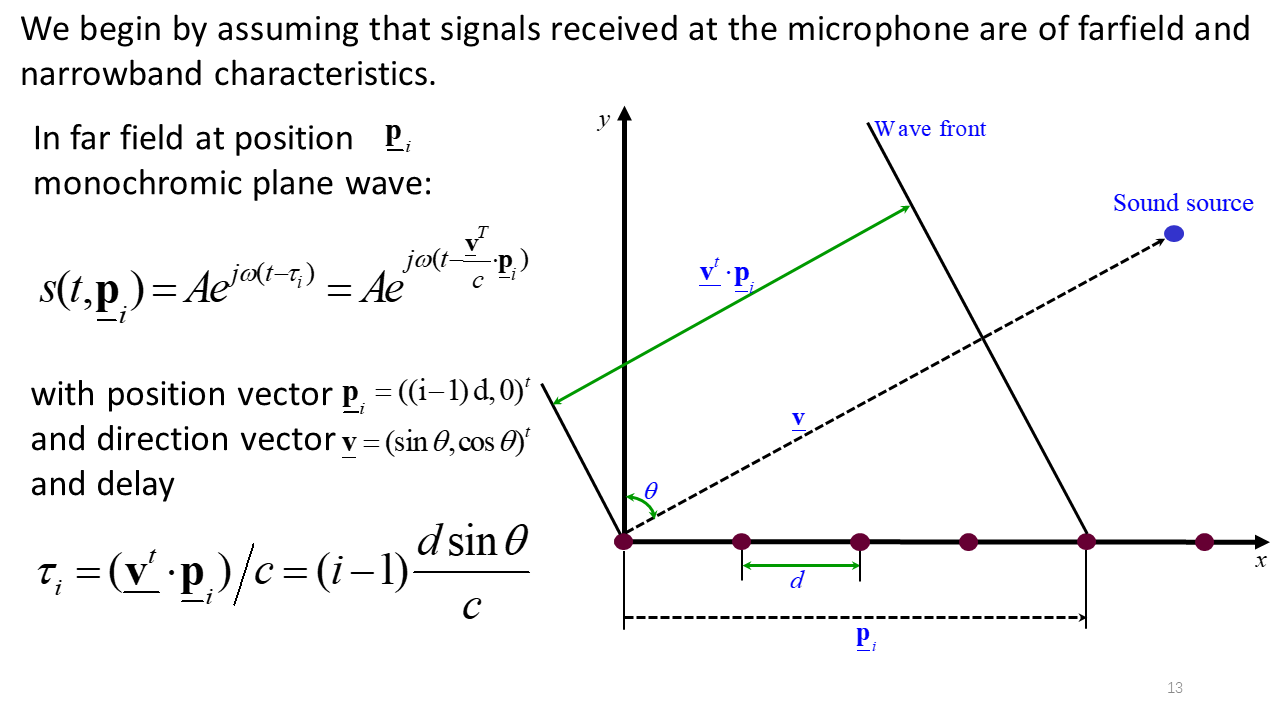 We begin by assuming that signals received at the microphone are of farfield and
narrowband characteristics.
In far field at position p_i
monochromic plane wave:
s(t,p_i) = Ae^{jω(t−τ_i)} = Ae^{jω(t−\frac{v^T}{c}·p_i)}
with position vector p_i = ((i−1)d,0)^t
and direction vector v = (sin θ,cos θ)^t
and delay
τ_i = (v^t·p_i)/c = (i−1)\frac{d sin θ}{c}
y
Wave front
Sound source
v^t·p_i
v
θ
x
d
p_i
13